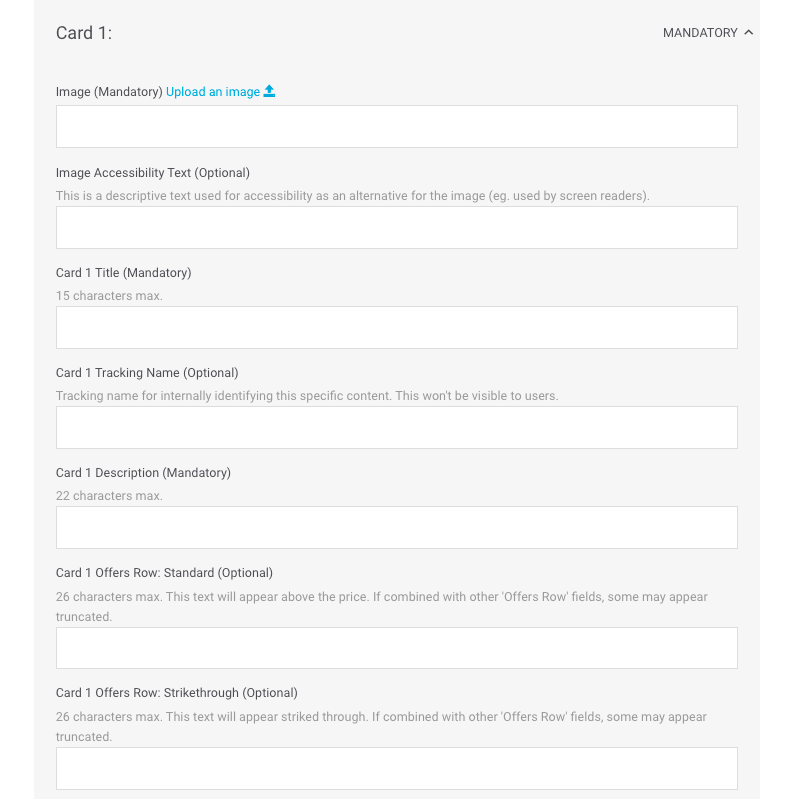 Card 1:
MANDATORY
Image (Mandatory) Upload an image
Image Accessibility Text (Optional)
This is a descriptive text used for accessibility as an alternative for the image (eg. used by screen readers).
Card 1 Title (Mandatory)
15 characters max.
Card 1 Tracking Name (Optional)
Tracking name for internally identifying this specific content. This won't be visible to users.
Card 1 Description (Mandatory)
22 characters max.
Card 1 Offers Row: Standard (Optional)
26 characters max. This text will appear above the price. If combined with other 'Offers Row' fields, some may appear
truncated.
Card 1 Offers Row: Strikethrough (Optional)
26 characters max. This text will appear striked through. If combined with other 'Offers Row' fields, some may appear
truncated.